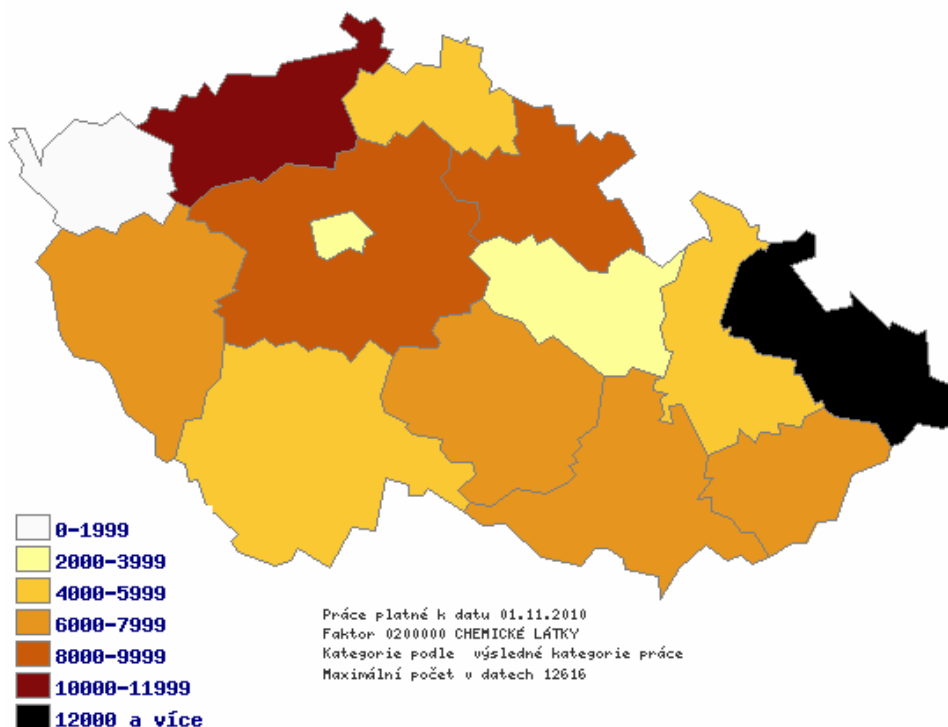 0-1999
2000-3999
4000-5999
6000-7999
8000-9999
10000-11999
12000 a více
Práce platné k datu 01.11.2010
Faktor 0200000 CHEMICKÉ LÁTKY
Kategorie podle výsledné kategorie práce
Maximální počet v datech 12616